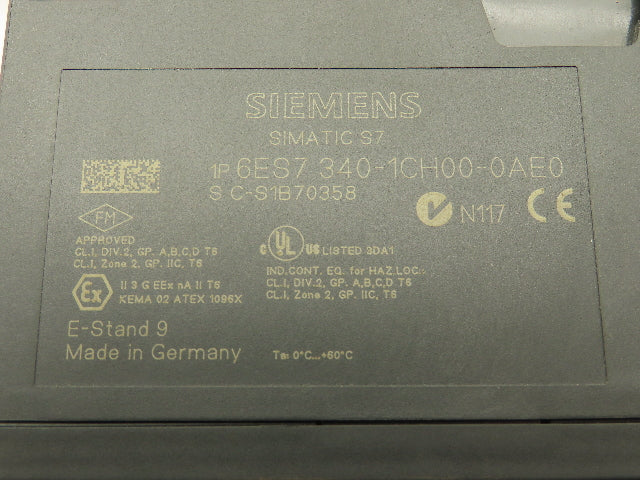 SIEMENS
SIMATIC S7
1P 6ES7 340-1CH00-0AE0
S C-S1B70358
N117 CE
FM
APPROVED
CL.I, DIV.2, GP. A,B,C,D T6
CL.I, Zone 2, GP. IIC, T6
C UL US LISTED 3DA1
IND.CONT. EQ. for HAZ.LOC.:
CL.I, DIV.2, GP. A,B,C,D T6
CL.I, Zone 2, GP. IIC, T6
Ex II 3 G EEx nA II T6
KEMA 02 ATEX 1096X
E-Stand 9
Made in Germany
Ta: 0°C...+60°C